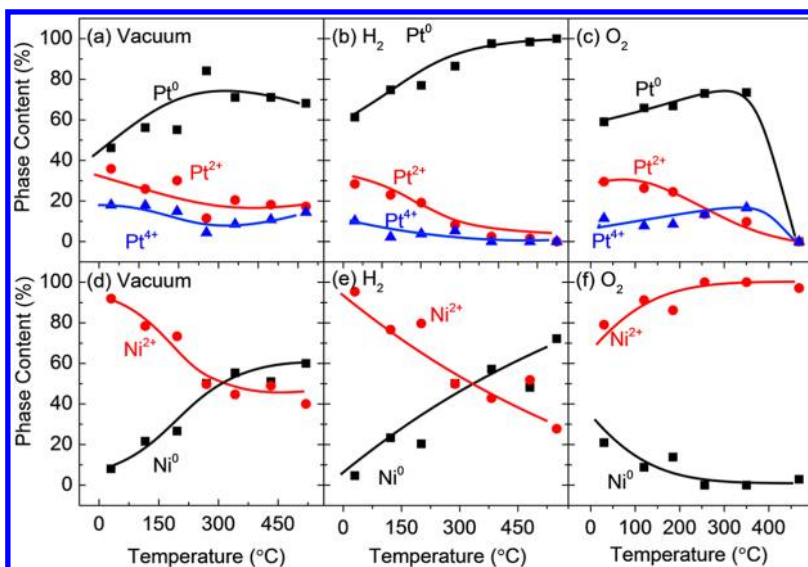 (a) Vacuum
(b) H₂
(c) O₂
Phase Content (%)
100
80
60
40
20
0
Pt⁰
Pt²⁺
Pt⁴⁺
Pt⁰
Pt²⁺
Pt⁴⁺
Pt⁰
Pt²⁺
Pt⁴⁺
(d) Vacuum
(e) H₂
(f) O₂
Phase Content (%)
100
80
60
40
20
0
Ni²⁺
Ni⁰
Ni²⁺
Ni⁰
Ni²⁺
Ni⁰
0 150 300 450
0 150 300 450
0 100 200 300 400
Temperature (°C)
Temperature (°C)
Temperature (°C)